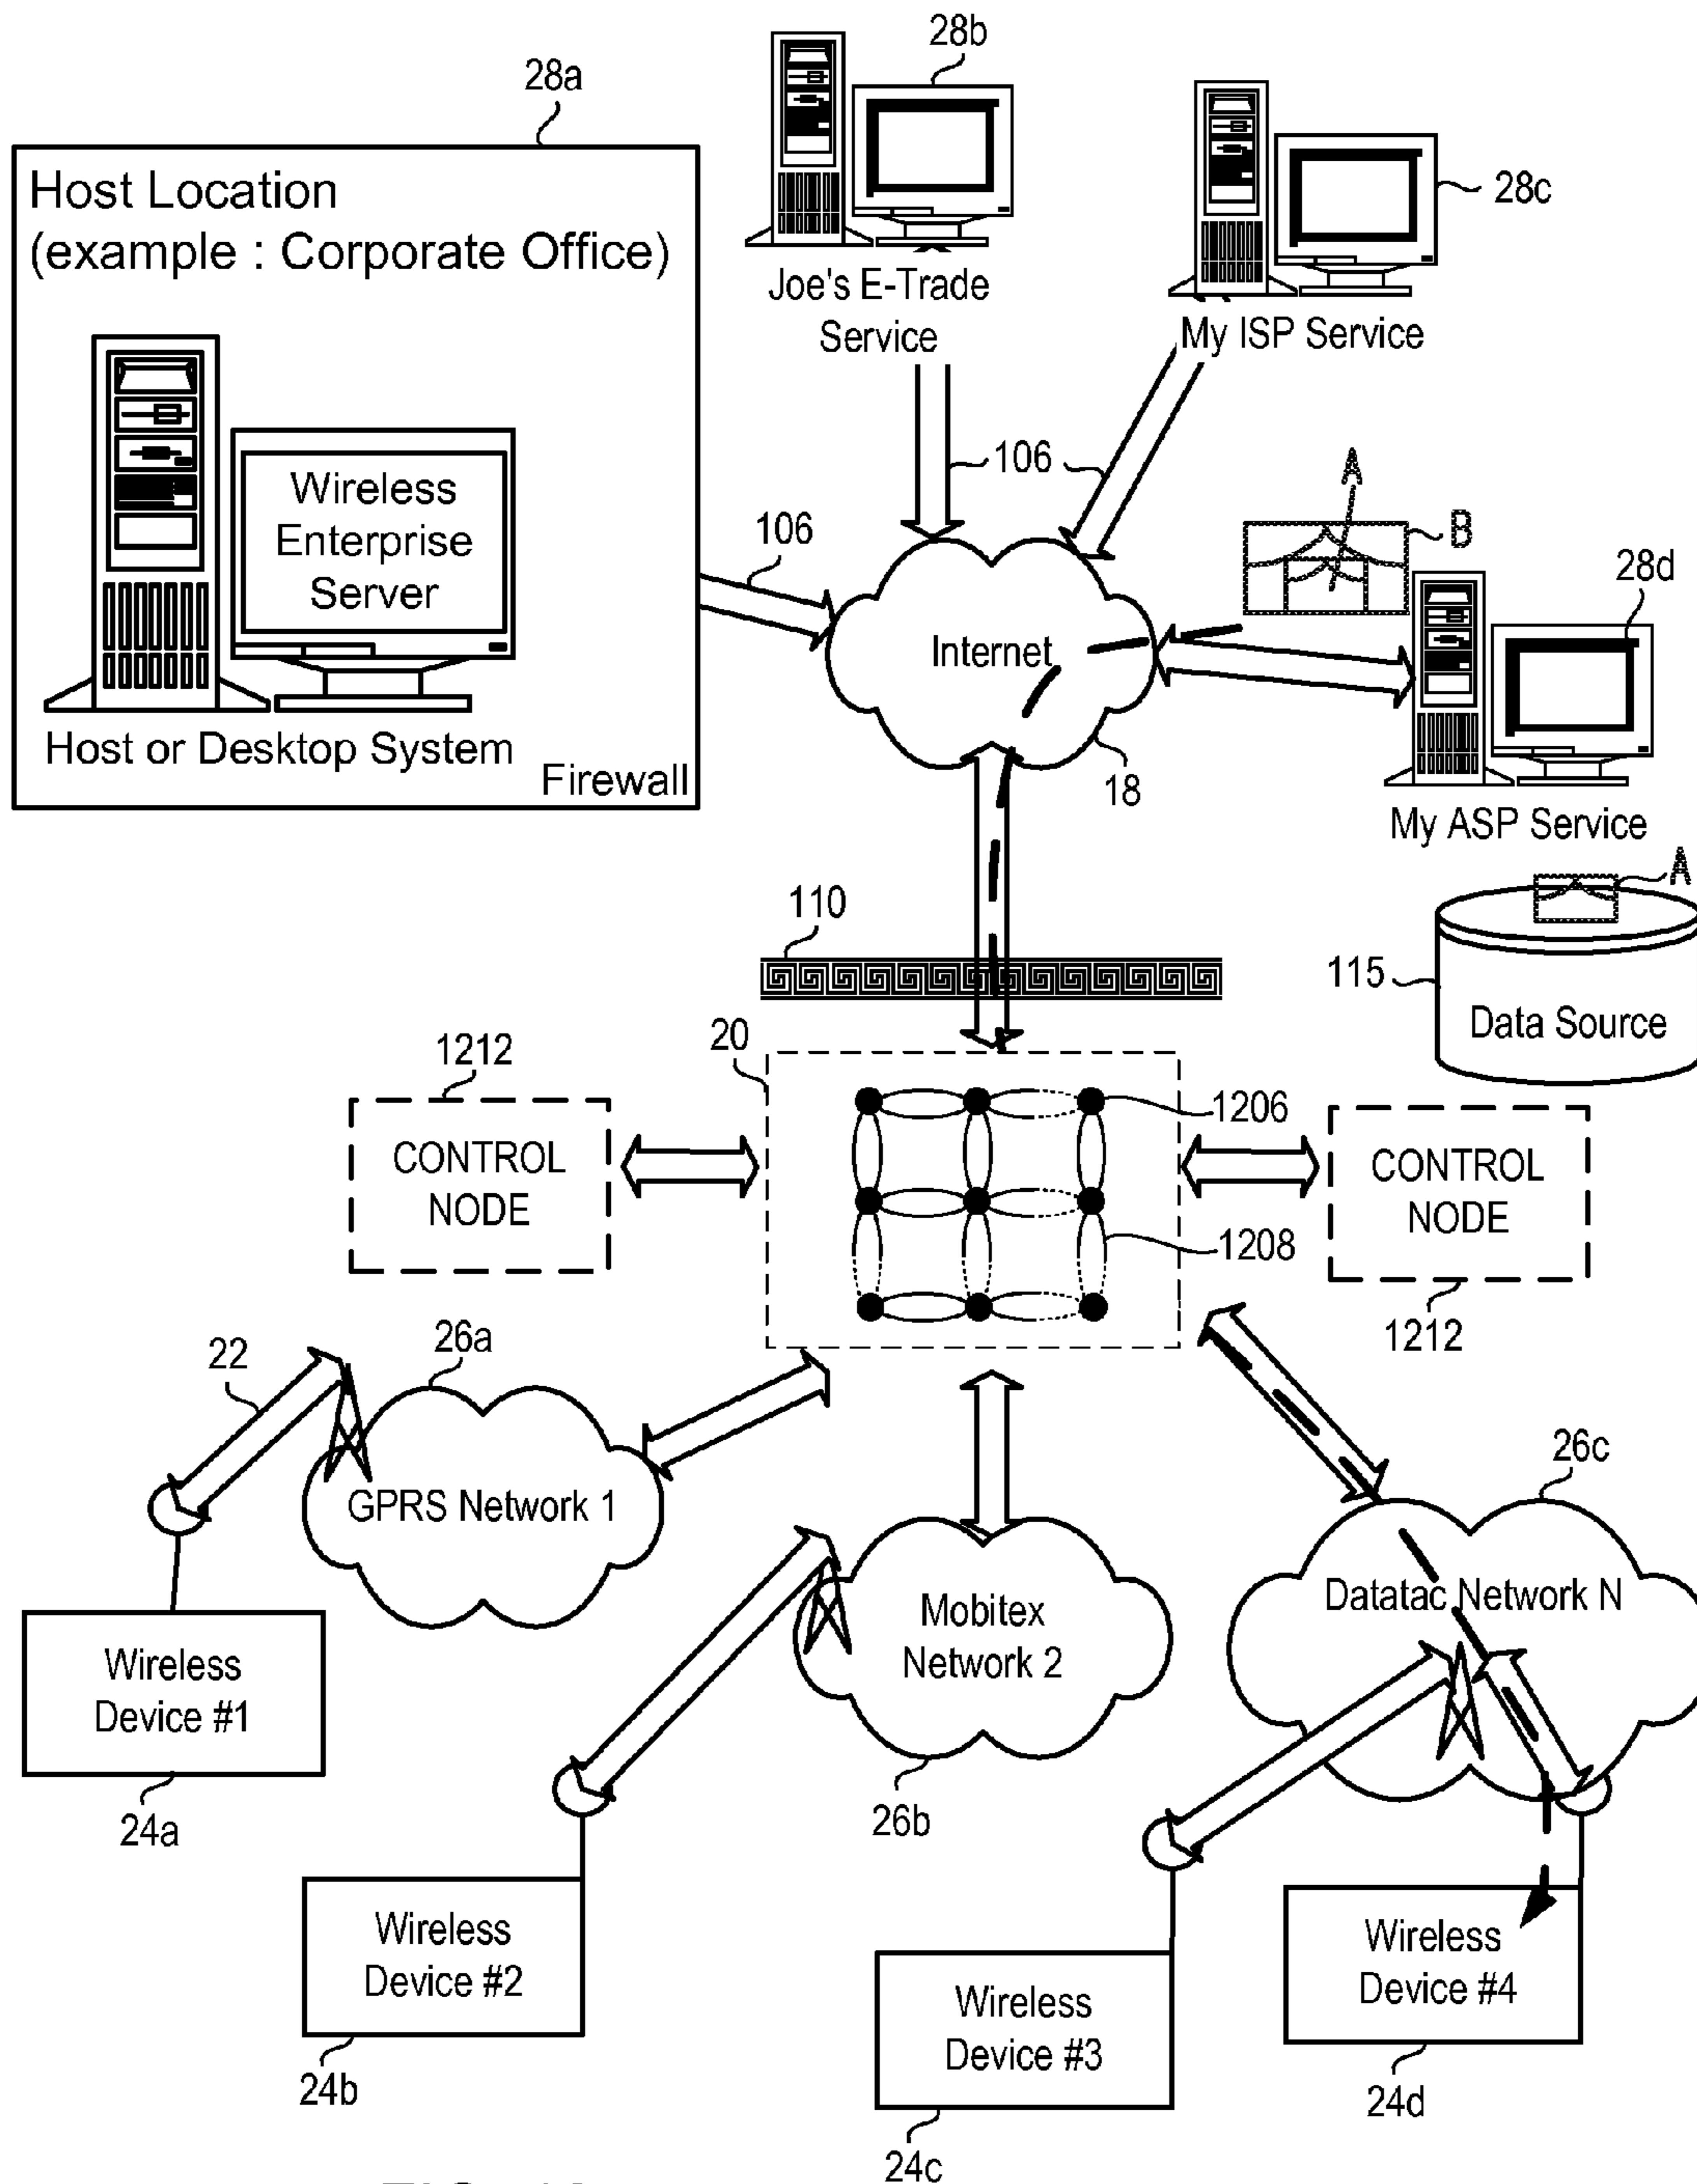 28a
28b
28c
Host Location
(example : Corporate Office)
Wireless
Enterprise
Server
Host or Desktop System
Firewall
Joe's E-Trade
Service
My ISP Service
106
106
A
B
28d
Internet
18
My ASP Service
A
110
115
Data Source
20
1212
CONTROL
NODE
1206
1208
CONTROL
NODE
1212
22
26a
GPRS Network 1
26c
Mobitex
Network 2
26b
Datatac Network N
Wireless
Device #1
24a
Wireless
Device #2
24b
Wireless
Device #3
24c
Wireless
Device #4
24d